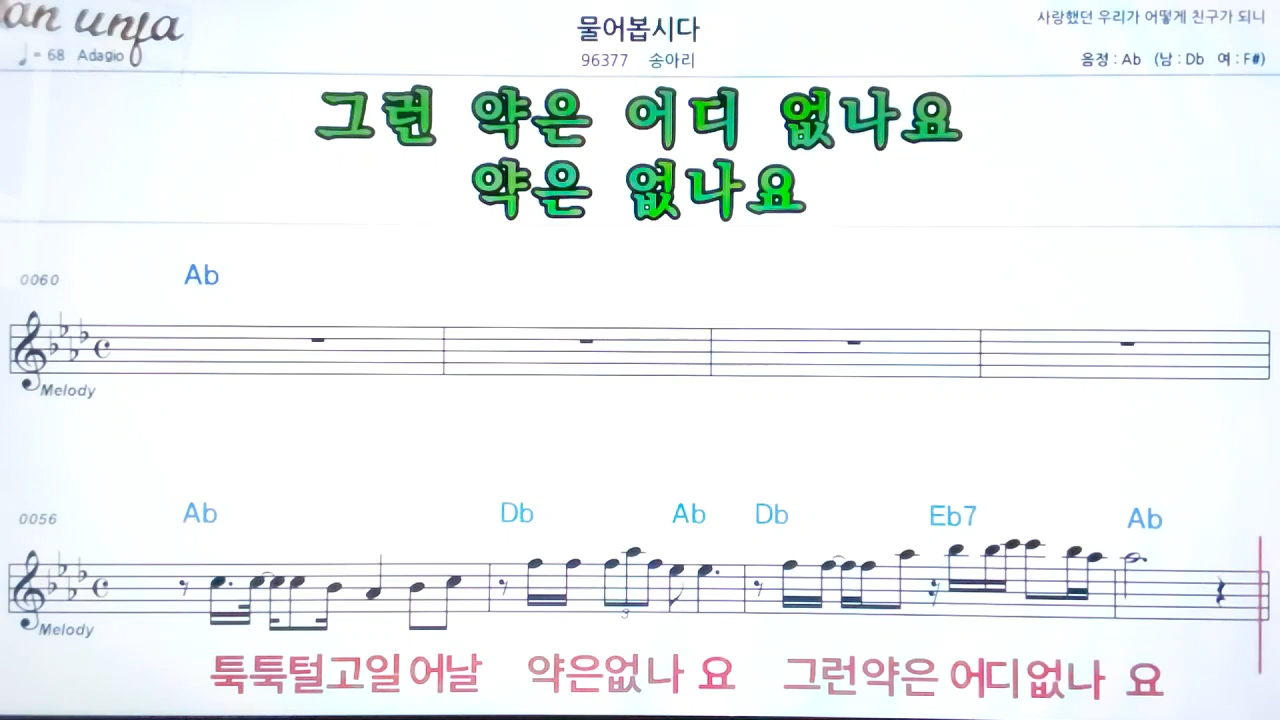 an unfa
물어봅시다
사랑했던 우리가 어떻게 친구가 되니
♩= 68 Adagio
96377 송아리
음정 : Ab (남 : Db 여 : F#)
그런 약은 어디 없나요
약은 없나요
0060
Ab
Melody
0056
Ab Db Ab Db Eb7 Ab
3
Melody
툭툭털고일어날 약은없나 요 그런약은 어디없나 요